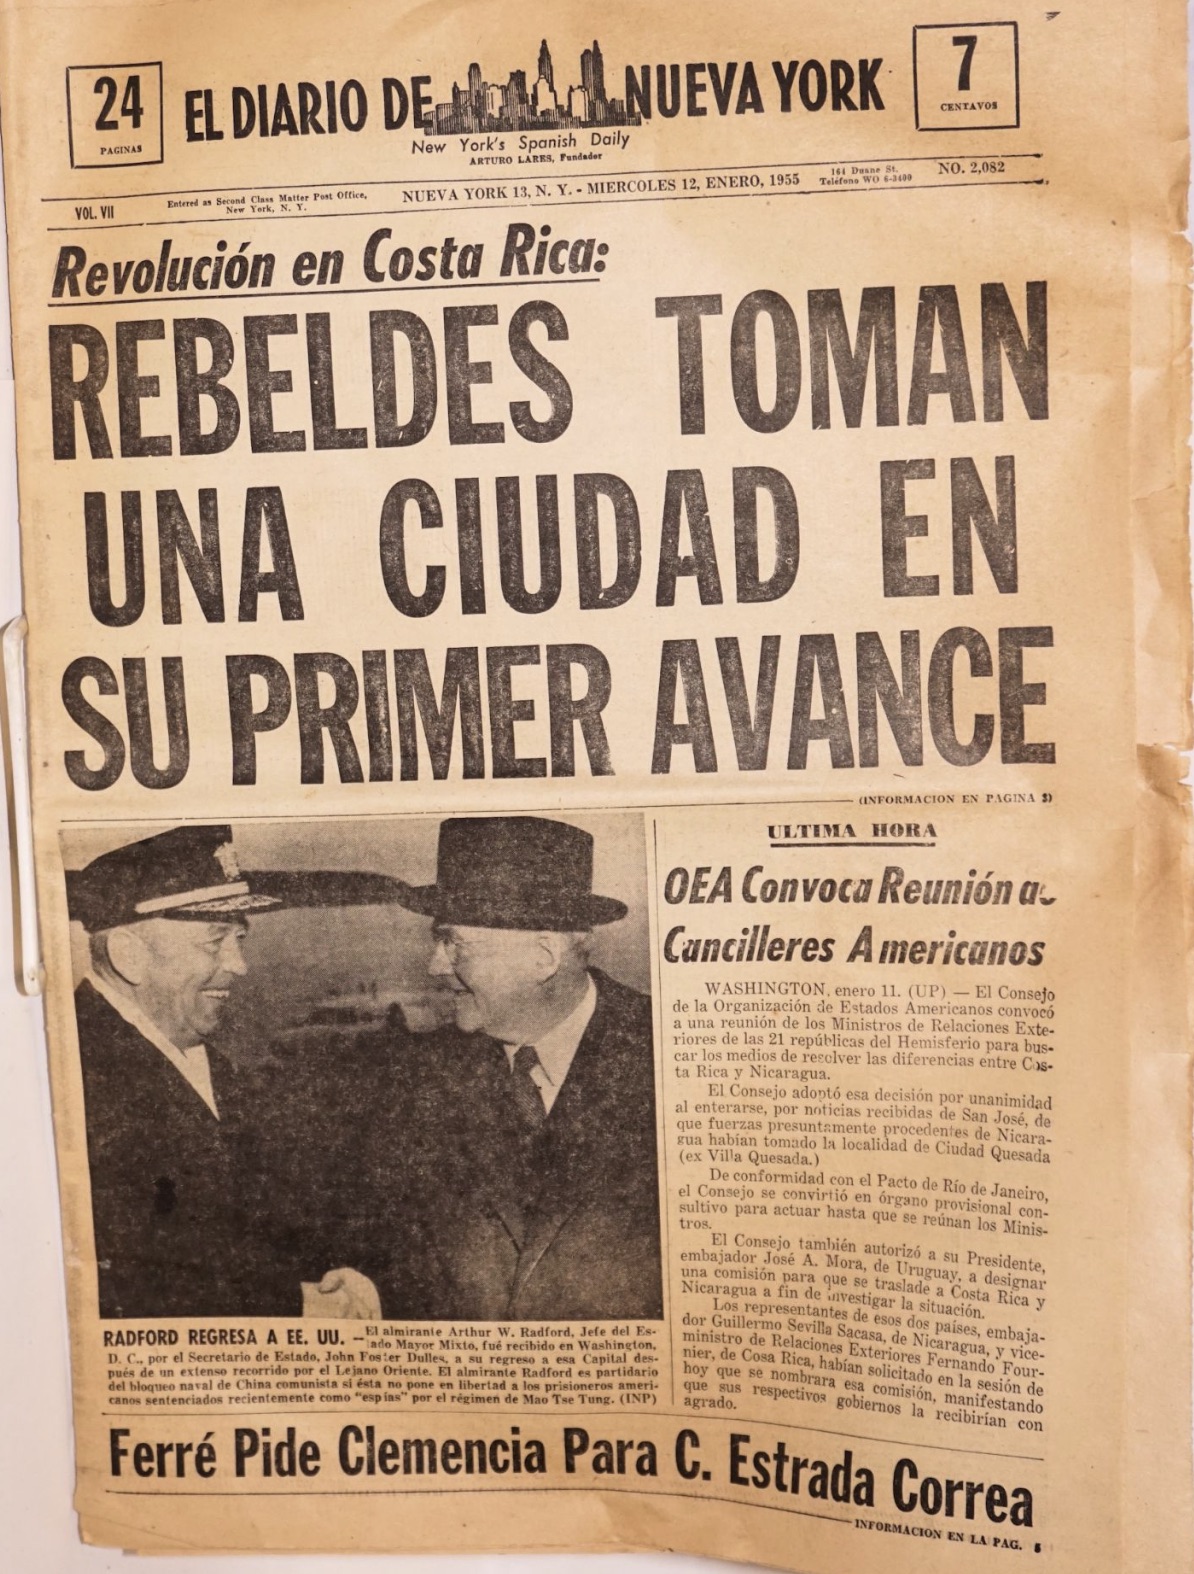 24
PAGINAS
EL DIARIO DE NUEVA YORK
New York's Spanish Daily
ARTURO LARES, Fundador
7
CENTAVOS
VOL. VII
Entered as Second Class Matter Post Office,
New York, N. Y.
NUEVA YORK 13, N. Y. - MIERCOLES 12, ENERO, 1955
164 Duane St.
Teléfono WO 6-3400
NO. 2,082
Revolución en Costa Rica:
REBELDES TOMAN
UNA CIUDAD EN
SU PRIMER AVANCE
(INFORMACION EN PAGINA 3)
ULTIMA HORA
OEA Convoca Reunión de
Cancilleres Americanos
WASHINGTON, enero 11. (UP) — El Consejo
de la Organización de Estados Americanos convocó
a una reunión de los Ministros de Relaciones Exte-
riores de las 21 repúblicas del Hemisferio para bus-
car los medios de resolver las diferencias entre Cos-
ta Rica y Nicaragua.
El Consejo adoptó esa decisión por unanimidad
al enterarse, por noticias recibidas de San José, de
que fuerzas presuntamente procedentes de Nicara-
gua habían tomado la localidad de Ciudad Quesada
(ex Villa Quesada.)
De conformidad con el Pacto de Río de Janeiro,
el Consejo se convirtió en órgano provisional con-
sultivo para actuar hasta que se reúnan los Minis-
tros.
El Consejo también autorizó a su Presidente,
embajador José A. Mora, de Uruguay, a designar
una comisión para que se traslade a Costa Rica y
Nicaragua a fin de investigar la situación.
Los representantes de esos dos países, embaja-
dor Guillermo Sevilla Sacasa, de Nicaragua, y vice-
ministro de Relaciones Exteriores Fernando Four-
nier, de Cosa Rica, habían solicitado en la sesión de
hoy que se nombrara esa comisión, manifestando
que sus respectivos gobiernos la recibirían con
agrado.
RADFORD REGRESA A EE. UU. — El almirante Arthur W. Radford, Jefe del Es-
tado Mayor Mixto, fué recibido en Washington,
D. C., por el Secretario de Estado, John Foster Dulles, a su regreso a esa Capital des-
pués de un extenso recorrido por el Lejano Oriente. El almirante Radford es partidario
del bloqueo naval de China comunista si ésta no pone en libertad a los prisioneros ameri-
canos sentenciados recientemente como "espías" por el régimen de Mao Tse Tung. (INP)
Ferré Pide Clemencia Para C. Estrada Correa
INFORMACION EN LA PAG.